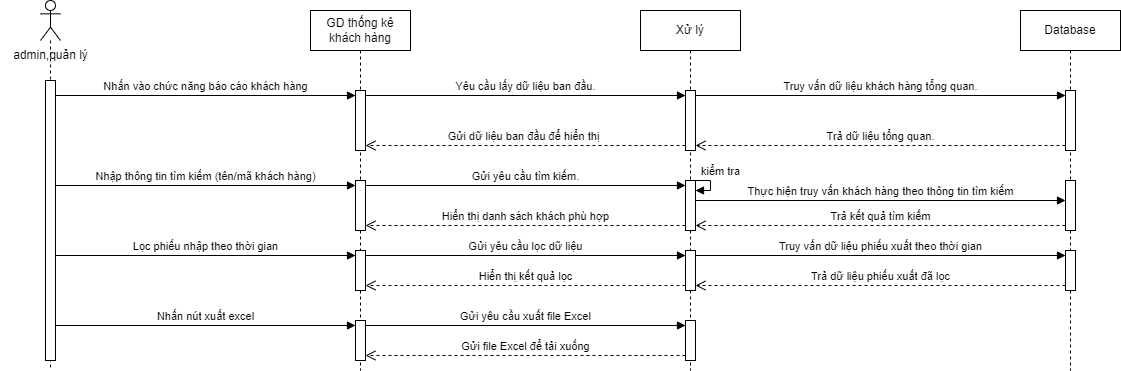 GD thống kê
khách hàng
Xử lý
Database
admin,quản lý
Nhấn vào chức năng báo cáo khách hàng
Yêu cầu lấy dữ liệu ban đầu.
Truy vấn dữ liệu khách hàng tổng quan.
Gửi dữ liệu ban đầu để hiển thị
Trả dữ liệu tổng quan.
Nhập thông tin tìm kiếm (tên/mã khách hàng)
Gửi yêu cầu tìm kiếm.
kiểm tra
Thực hiện truy vấn khách hàng theo thông tin tìm kiếm
Hiển thị danh sách khách phù hợp
Trả kết quả tìm kiếm
Lọc phiếu nhập theo thời gian
Gửi yêu cầu lọc dữ liệu
Truy vấn dữ liệu phiếu xuất theo thời gian
Hiển thị kết quả lọc
Trả dữ liệu phiếu xuất đã lọc
Nhấn nút xuất excel
Gửi yêu cầu xuất file Excel
Gửi file Excel để tải xuống